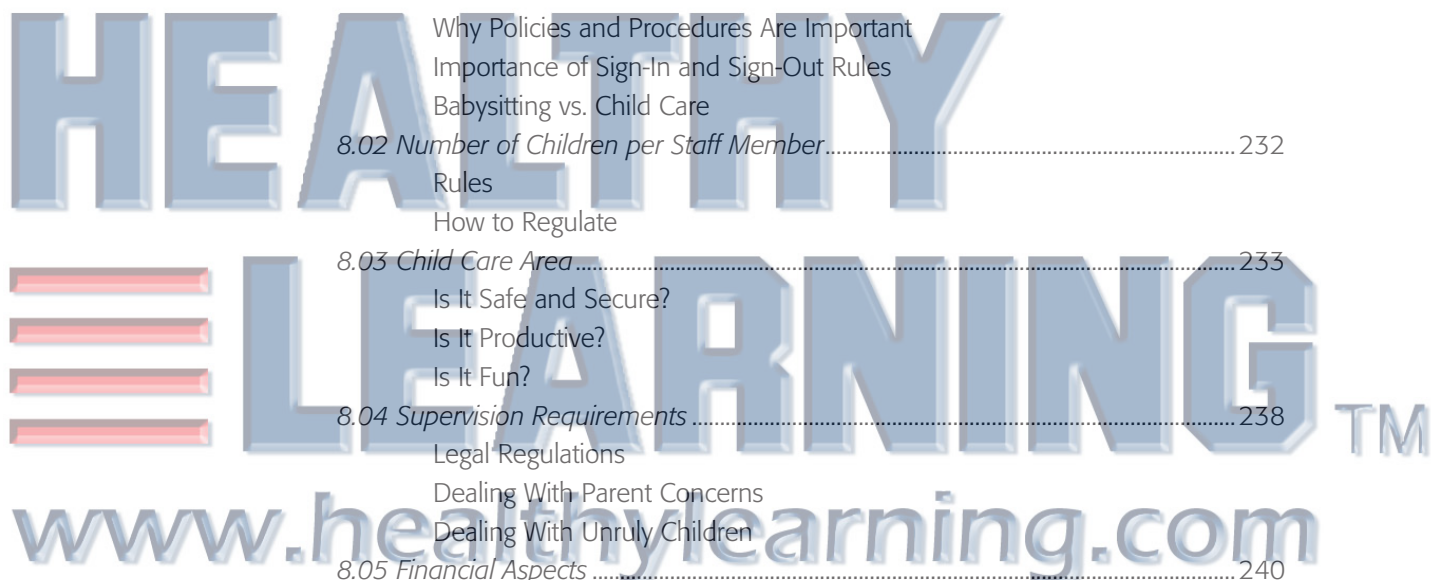 Why Policies and Procedures Are Important
Importance of Sign-In and Sign-Out Rules
Babysitting vs. Child Care
8.02 Number of Children per Staff Member 232
Rules
How to Regulate
8.03 Child Care Area 233
Is It Safe and Secure?
Is It Productive?
Is It Fun?
8.04 Supervision Requirements 238
Legal Regulations
Dealing With Parent Concerns
Dealing With Unruly Children
8.05 Financial Aspects 240
HEALTHY
LEARNING TM
www.healthylearning.com